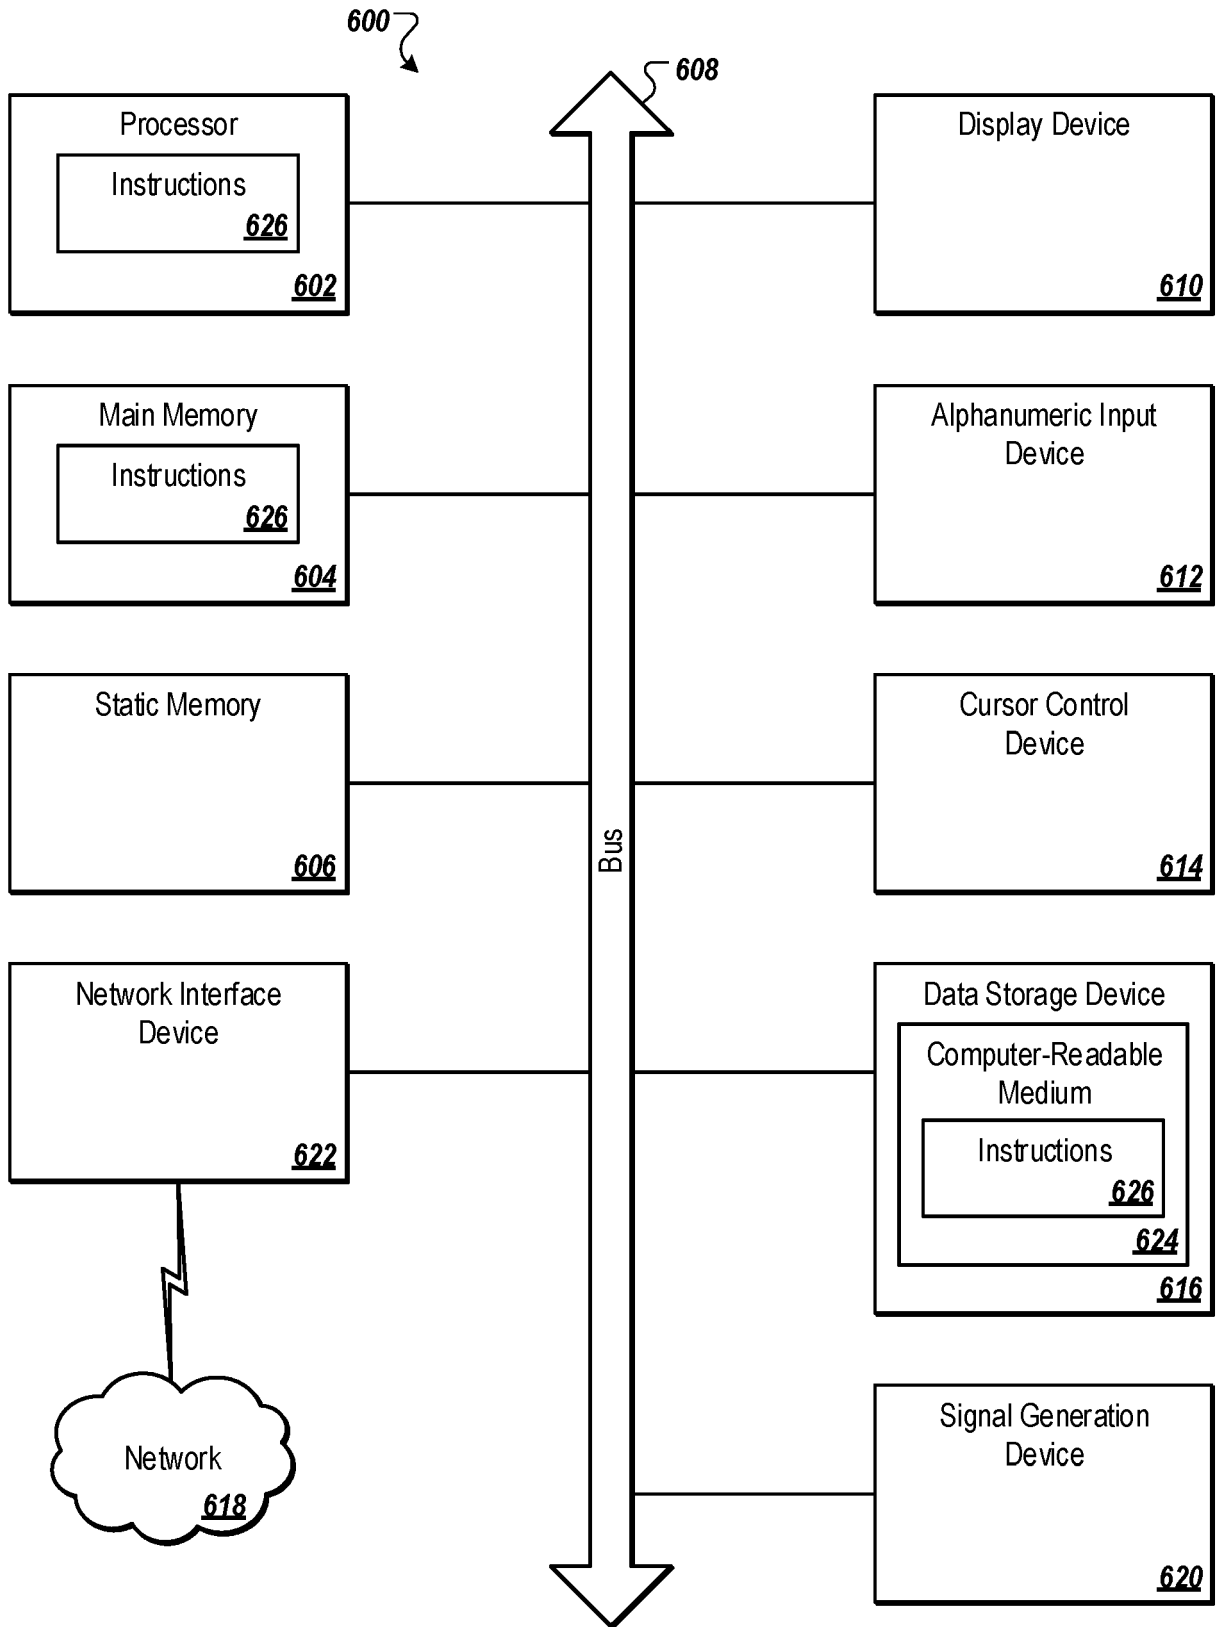 600
608
Processor
Instructions
626
602
Display Device
610
Main Memory
Instructions
626
604
Alphanumeric Input
Device
612
Static Memory
606
Cursor Control
Device
614
Bus
Network Interface
Device
622
Data Storage Device
Computer-Readable
Medium
Instructions
626
624
616
Network
618
Signal Generation
Device
620